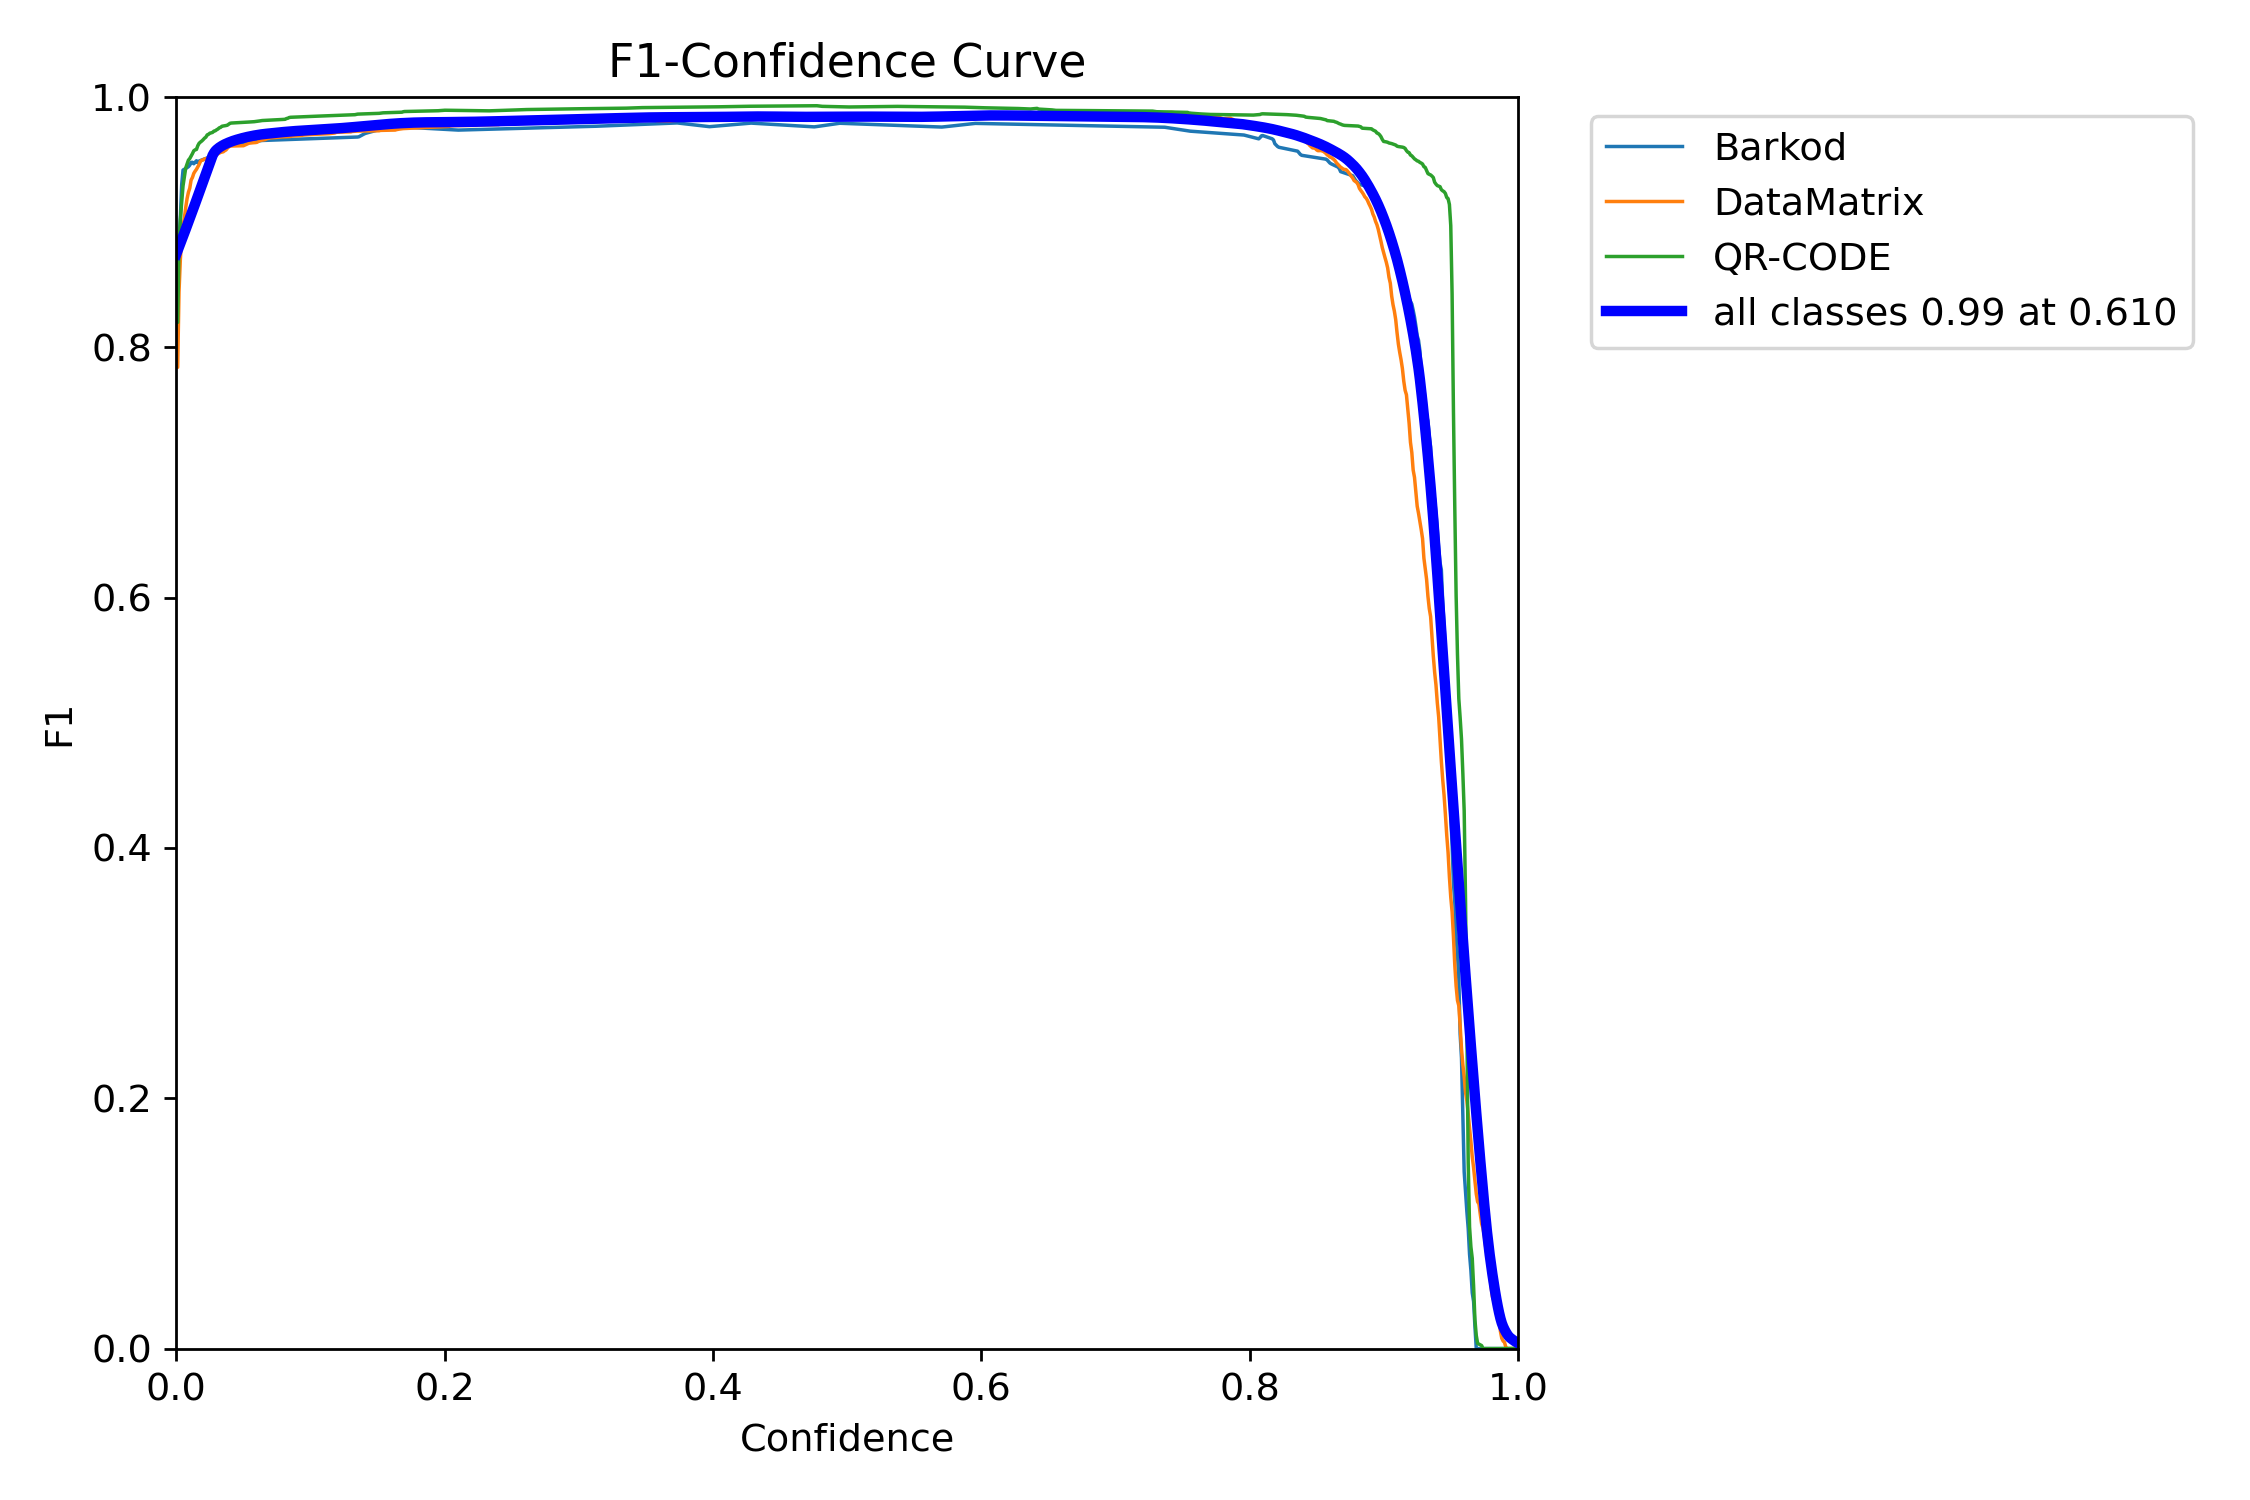 F1-Confidence Curve
1.0
0.8
0.6
0.4
0.2
0.0
F1
0.0 0.2 0.4 0.6 0.8 1.0
Confidence
Barkod
DataMatrix
QR-CODE
all classes 0.99 at 0.610